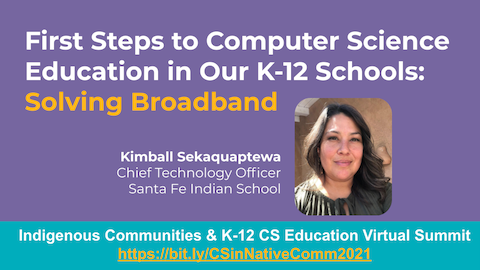 First Steps to Computer Science
Education in Our K-12 Schools:
Solving Broadband
Kimball Sekaquaptewa
Chief Technology Officer
Santa Fe Indian School
Indigenous Communities & K-12 CS Education Virtual Summit
https://bit.ly/CSinNativeComm2021